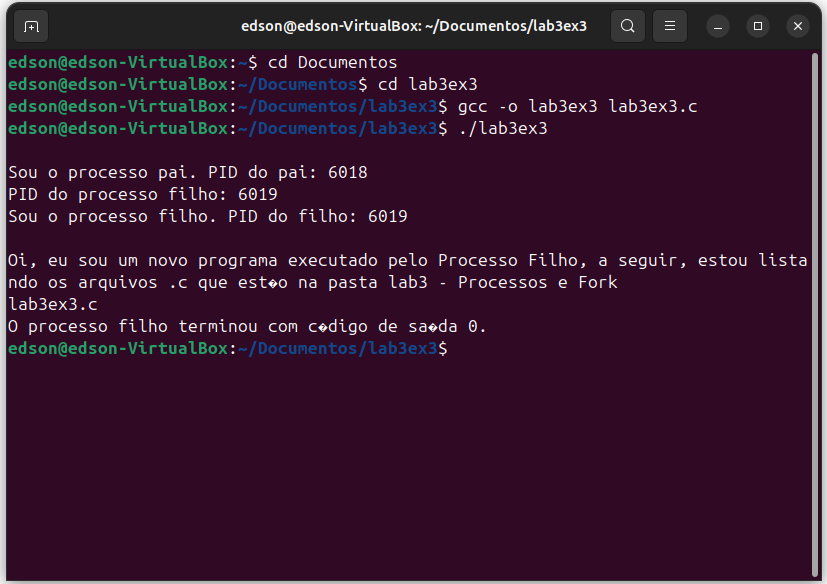 edson@edson-VirtualBox: ~/Documentos/lab3ex3
edson@edson-VirtualBox:~$ cd Documentos
edson@edson-VirtualBox:~/Documentos$ cd lab3ex3
edson@edson-VirtualBox:~/Documentos/lab3ex3$ gcc -o lab3ex3 lab3ex3.c
edson@edson-VirtualBox:~/Documentos/lab3ex3$ ./lab3ex3
Sou o processo pai. PID do pai: 6018
PID do processo filho: 6019
Sou o processo filho. PID do filho: 6019
Oi, eu sou um novo programa executado pelo Processo Filho, a seguir, estou lista
ndo os arquivos .c que est�o na pasta lab3 - Processos e Fork
lab3ex3.c
O processo filho terminou com c�digo de sa�da 0.
edson@edson-VirtualBox:~/Documentos/lab3ex3$